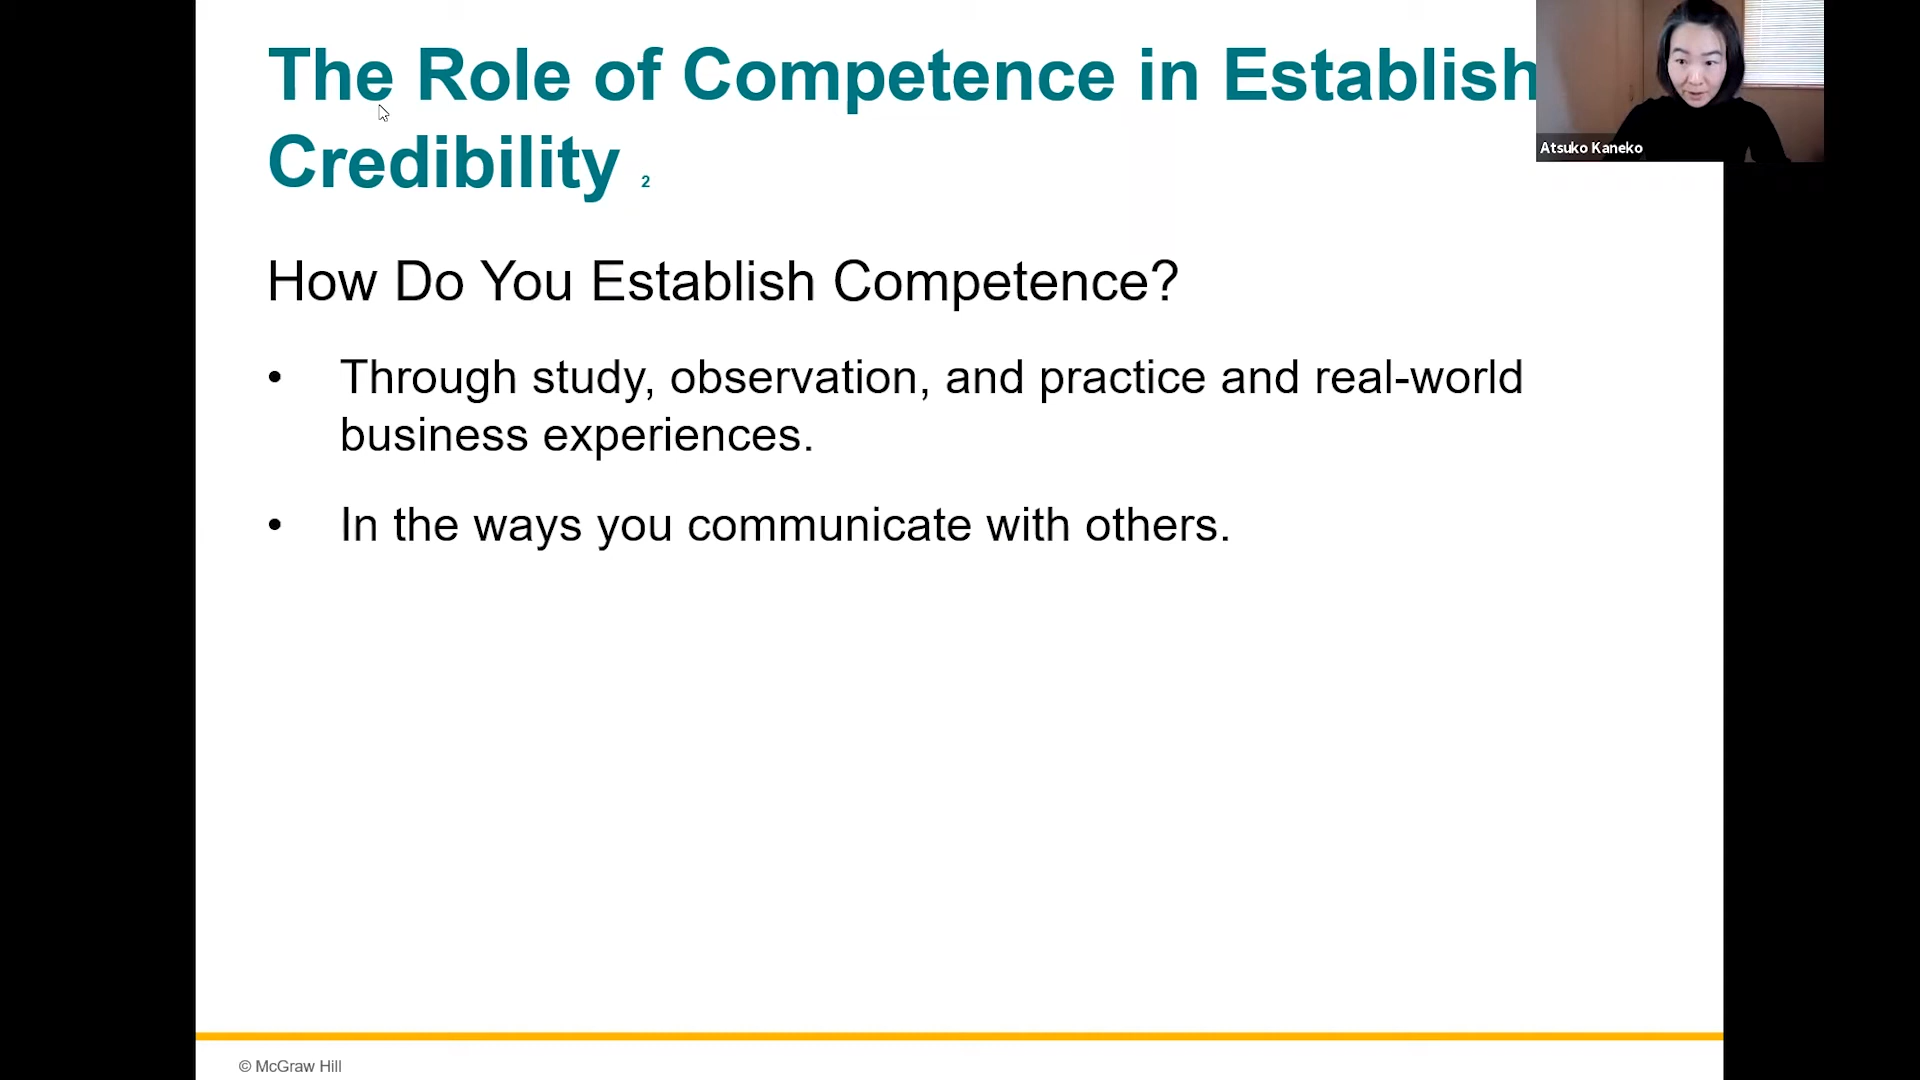 The Role of Competence in Establish
Credibility 2
Atsuko Kaneko
How Do You Establish Competence?
• Through study, observation, and practice and real-world
business experiences.
• In the ways you communicate with others.
© McGraw Hill